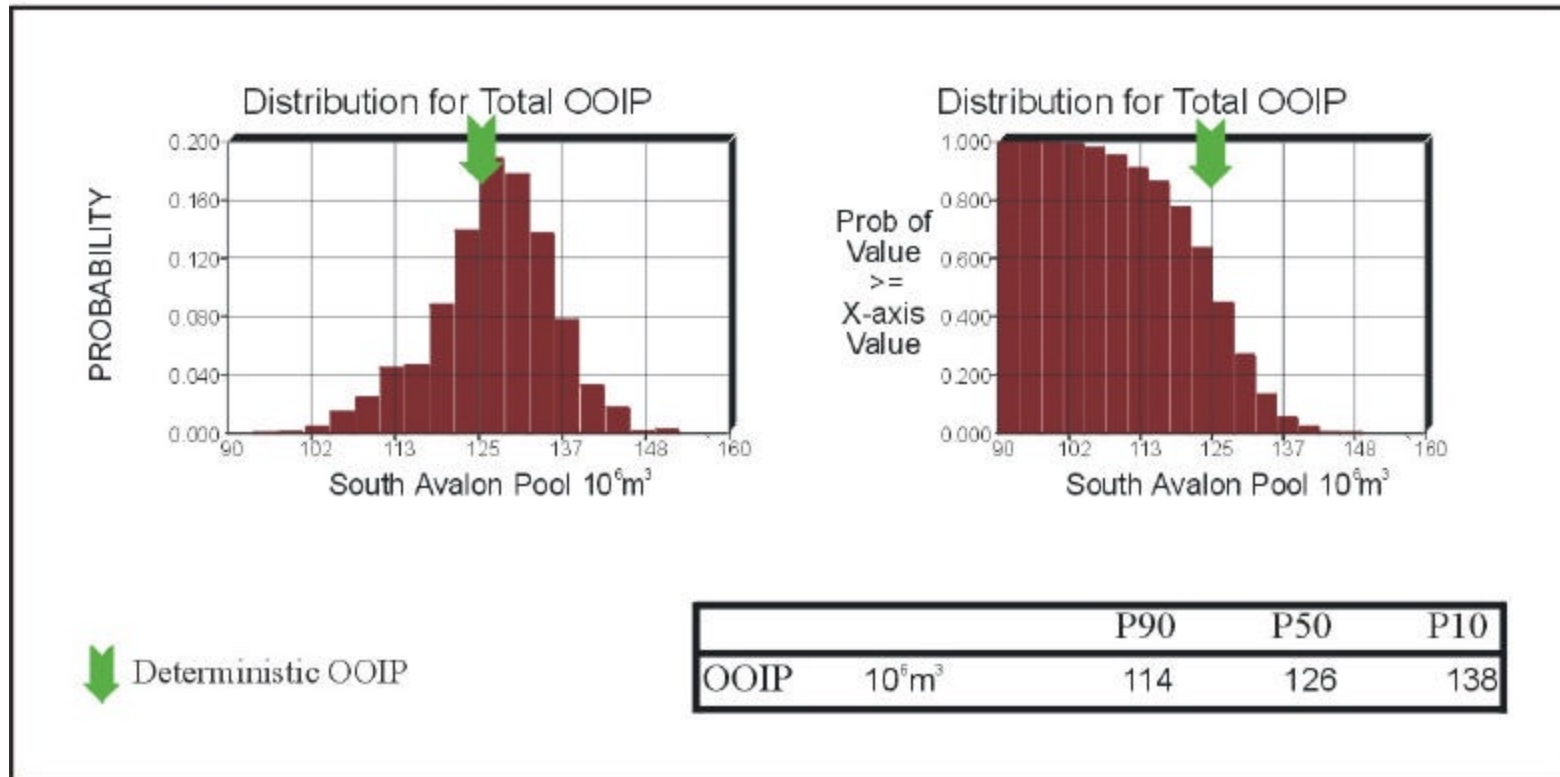 Distribution for Total OOIP
PROBABILITY
0.200
0.160
0.120
0.080
0.040
0.000
90 102 113 125 137 148 160
South Avalon Pool 10⁶m³
Distribution for Total OOIP
Prob of
Value
>=
X-axis
Value
1.000
0.800
0.600
0.400
0.200
0.000
90 102 113 125 137 148 160
South Avalon Pool 10⁶m³
Deterministic OOIP
P90 P50 P10
OOIP 10⁶m³ 114 126 138